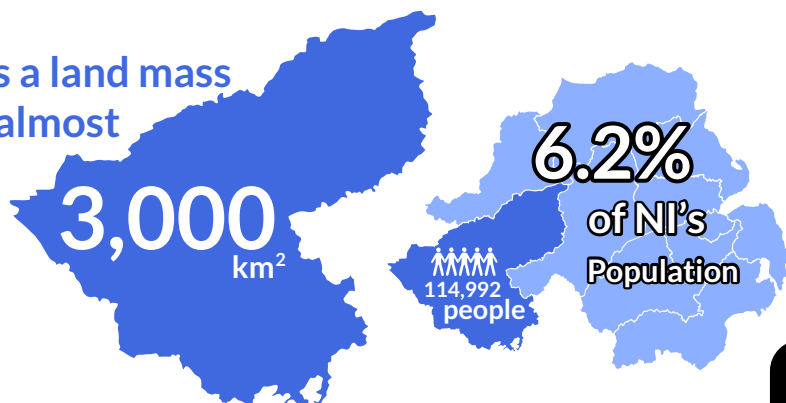 s a land mass
almost
3,000
km²
6.2%
of NI's
Population
114,992
people